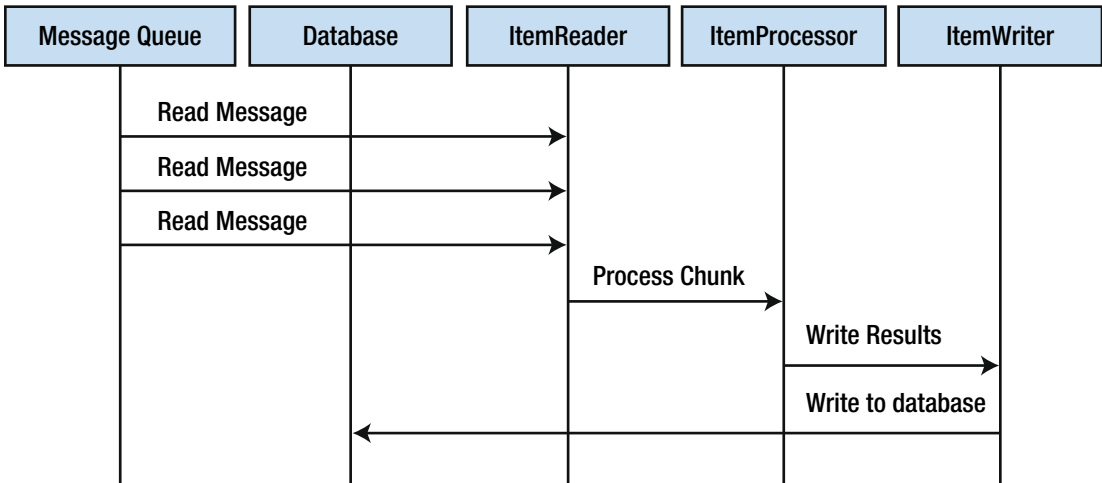 Message Queue
Database
ItemReader
ItemProcessor
ItemWriter
Read Message
Read Message
Read Message
Process Chunk
Write Results
Write to database